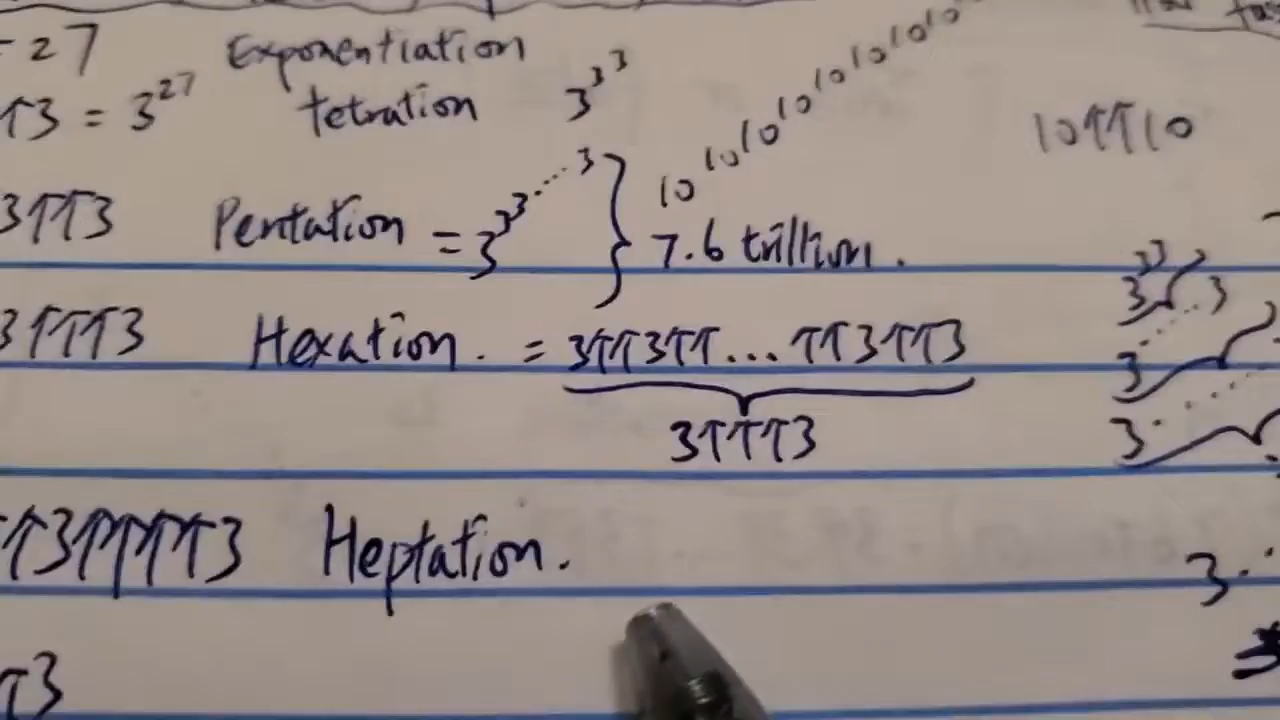 = 27 Exponentiation 10^10^10^10^10^10^10^10
↑3 = 3^27 tetration 3^3^3 10↑↑10
3↑↑3 Pentation = 3^3^3^...^3 } 7.6 trillion.
3↑↑↑3 Hexation. = 3↑↑3↑↑...↑↑3↑↑3
3↑↑↑3
↑↑3↑↑↑↑3 Heptation.
↑3